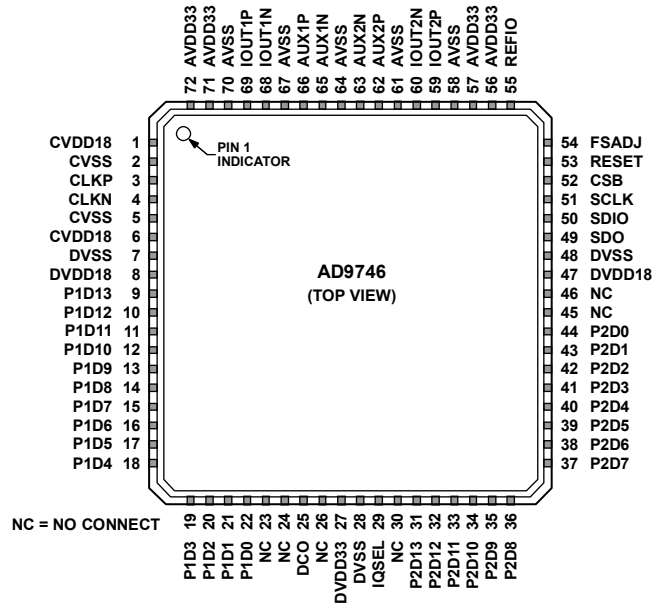 72 AVDD33
71 AVDD33
70 AVSS
69 IOUT1P
68 IOUT1N
67 AVSS
66 AUX1P
65 AUX1N
64 AVSS
63 AUX2N
62 AUX2P
61 AVSS
60 IOUT2N
59 IOUT2P
58 AVSS
57 AVDD33
56 AVDD33
55 REFIO
CVDD18 1
CVSS 2
CLKP 3
CLKN 4
CVSS 5
CVDD18 6
DVSS 7
DVDD18 8
P1D13 9
P1D12 10
P1D11 11
P1D10 12
P1D9 13
P1D8 14
P1D7 15
P1D6 16
P1D5 17
P1D4 18
PIN 1
INDICATOR
AD9746
(TOP VIEW)
54 FSADJ
53 RESET
52 CSB
51 SCLK
50 SDIO
49 SDO
48 DVSS
47 DVDD18
46 NC
45 NC
44 P2D0
43 P2D1
42 P2D2
41 P2D3
40 P2D4
39 P2D5
38 P2D6
37 P2D7
NC = NO CONNECT
P1D3 19
P1D2 20
P1D1 21
P1D0 22
NC 23
NC 24
DCO 25
NC 26
DVDD33 27
DVSS 28
IQSEL 29
NC 30
P2D13 31
P2D12 32
P2D11 33
P2D10 34
P2D9 35
P2D8 36